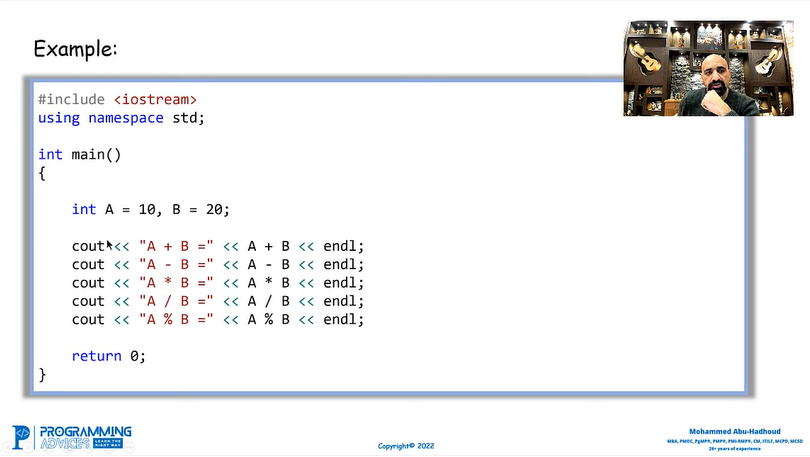 Example:
#include <iostream>
using namespace std;
int main()
{
int A = 10, B = 20;
cout << "A + B =" << A + B << endl;
cout << "A - B =" << A - B << endl;
cout << "A * B =" << A * B << endl;
cout << "A / B =" << A / B << endl;
cout << "A % B =" << A % B << endl;
return 0;
}
PROGRAMMING
ADVICES LEARN THE RIGHT WAY
Copyright© 2022
Mohammed Abu-Hadhoud
MBA, PMOC, PgMP®, PMP®, PMI-RMP®, CM, ITILF, MCPD, MCSD
26+ years of experience